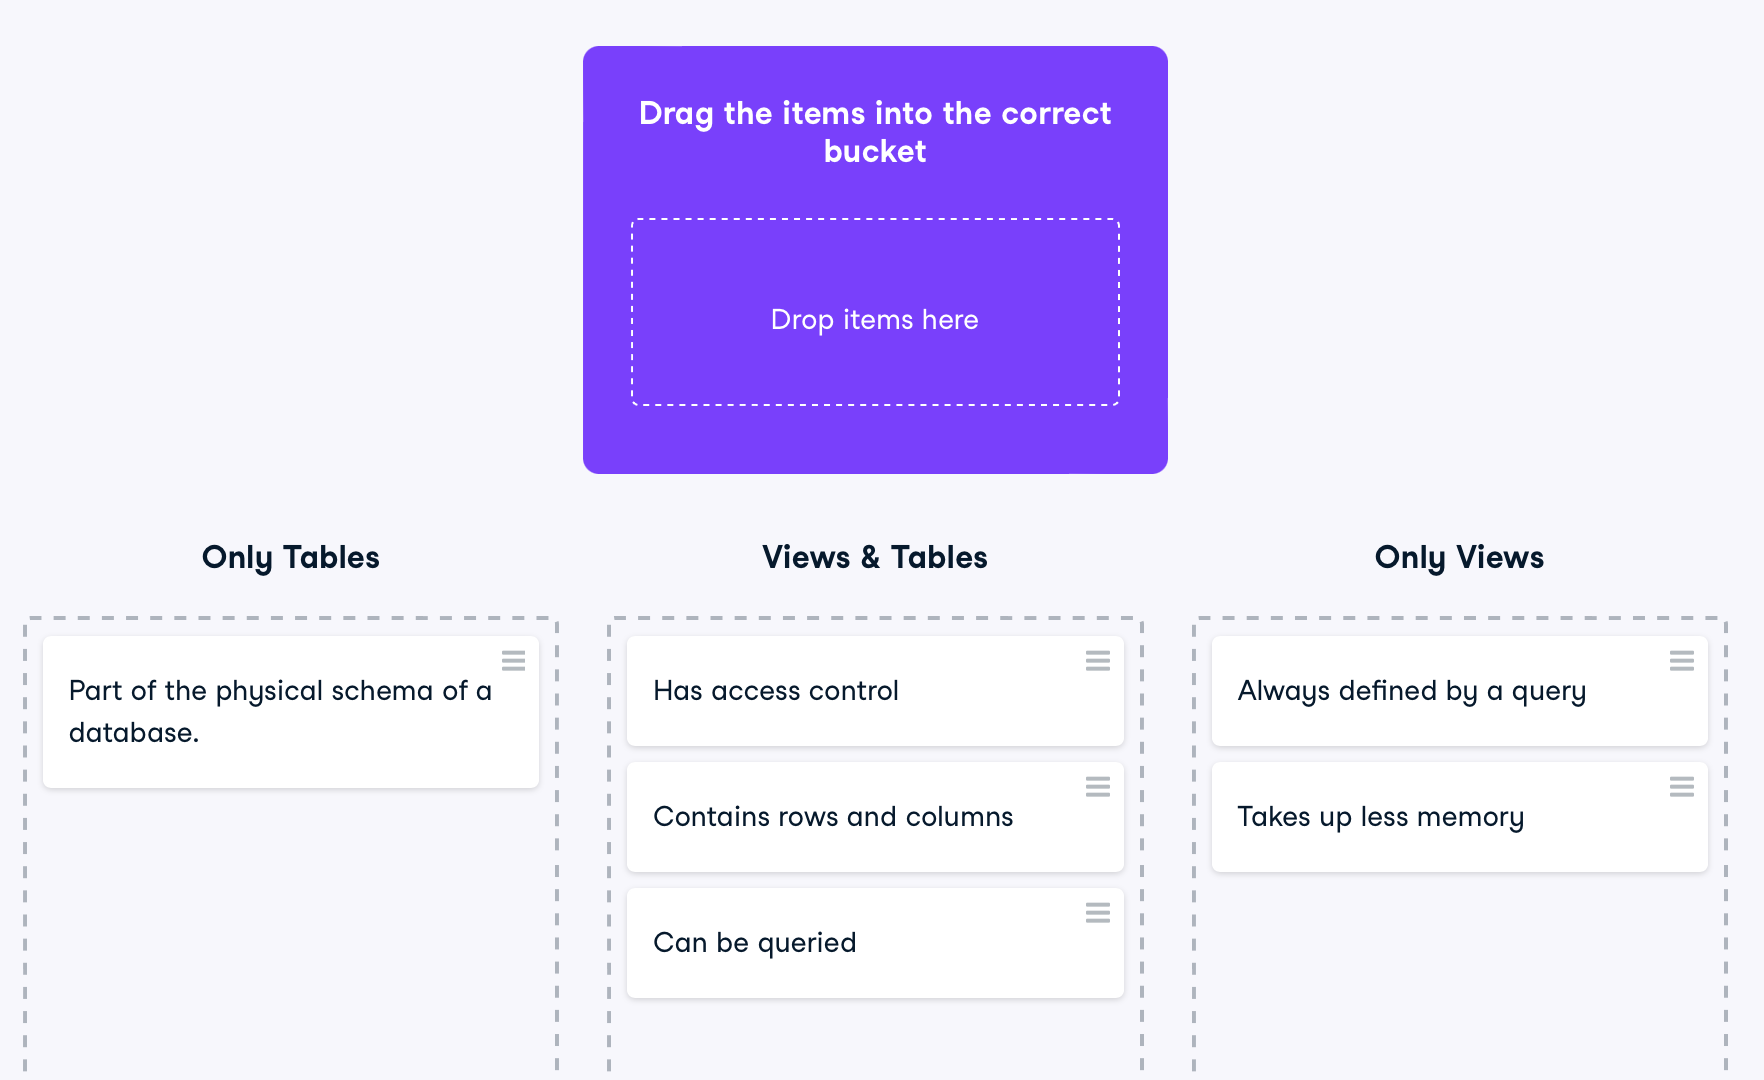 Drag the items into the correct
bucket
Drop items here
Only Tables
Part of the physical schema of a
database.
Views & Tables
Has access control
Contains rows and columns
Can be queried
Only Views
Always defined by a query
Takes up less memory